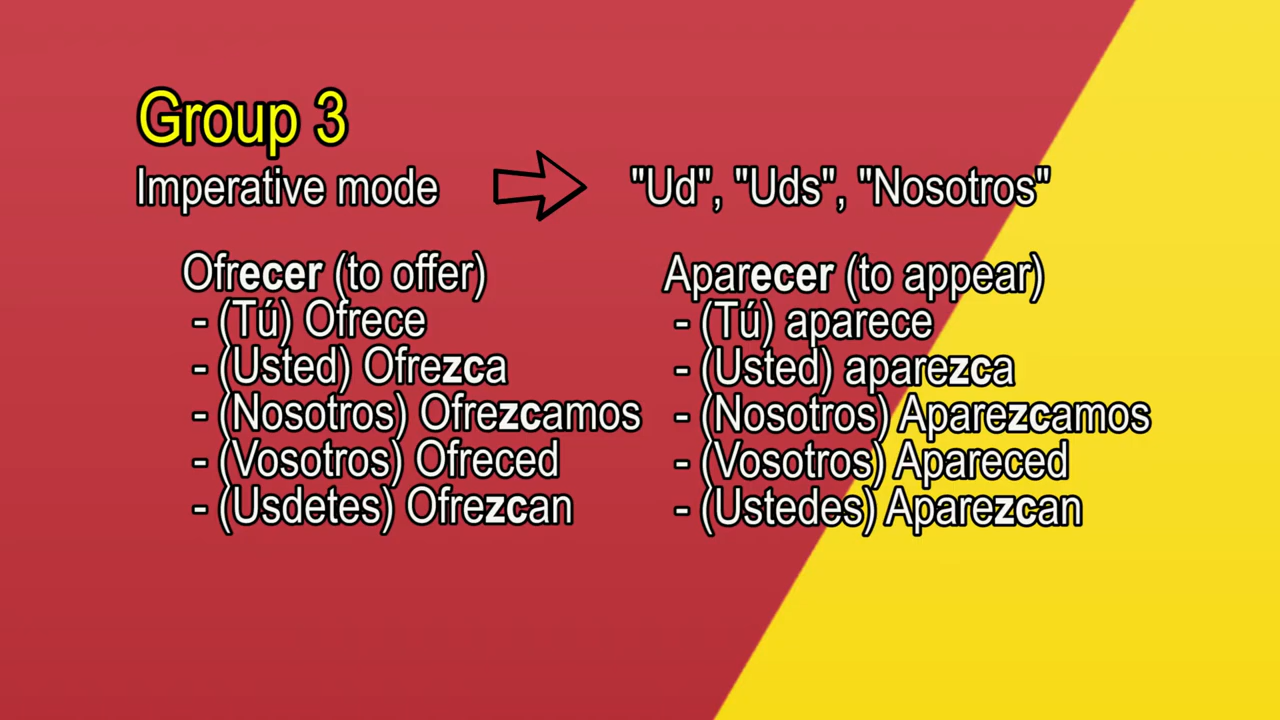 Group 3
Imperative mode "Ud", "Uds", "Nosotros"
Ofrecer (to offer)
- (Tú) Ofrece
- (Usted) Ofrezca
- (Nosotros) Ofrezcamos
- (Vosotros) Ofreced
- (Usdetes) Ofrezcan
Aparecer (to appear)
- (Tú) aparece
- (Usted) aparezca
- (Nosotros) Aparezcamos
- (Vosotros) Apareced
- (Ustedes) Aparezcan